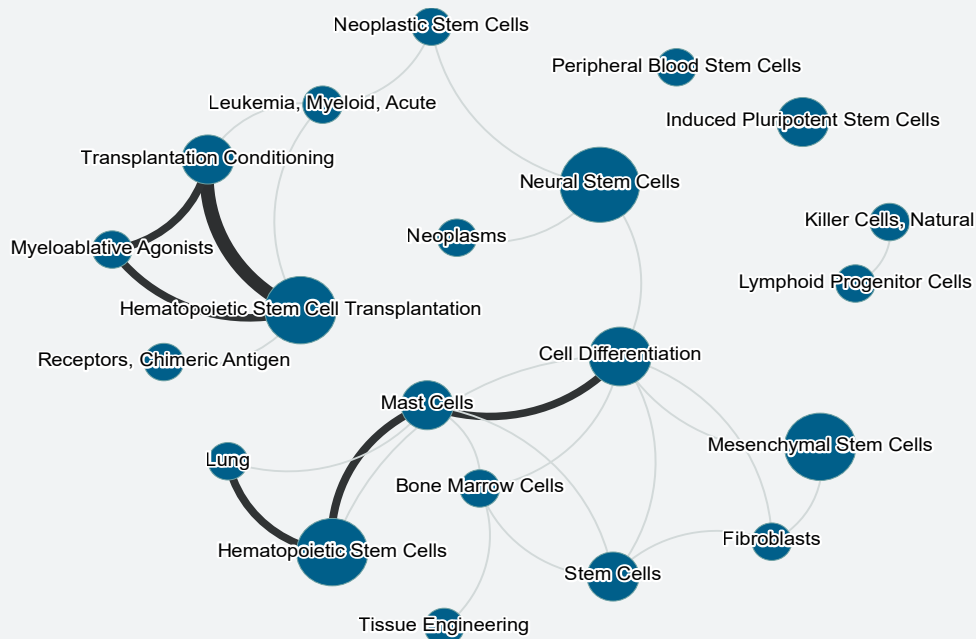 Neoplastic Stem Cells
Peripheral Blood Stem Cells
Leukemia, Myeloid, Acute
Induced Pluripotent Stem Cells
Transplantation Conditioning
Neural Stem Cells
Killer Cells, Natural
Neoplasms
Myeloablative Agonists
Lymphoid Progenitor Cells
Hematopoietic Stem Cell Transplantation
Cell Differentiation
Receptors, Chimeric Antigen
Mast Cells
Mesenchymal Stem Cells
Lung
Bone Marrow Cells
Fibroblasts
Hematopoietic Stem Cells
Stem Cells
Tissue Engineering